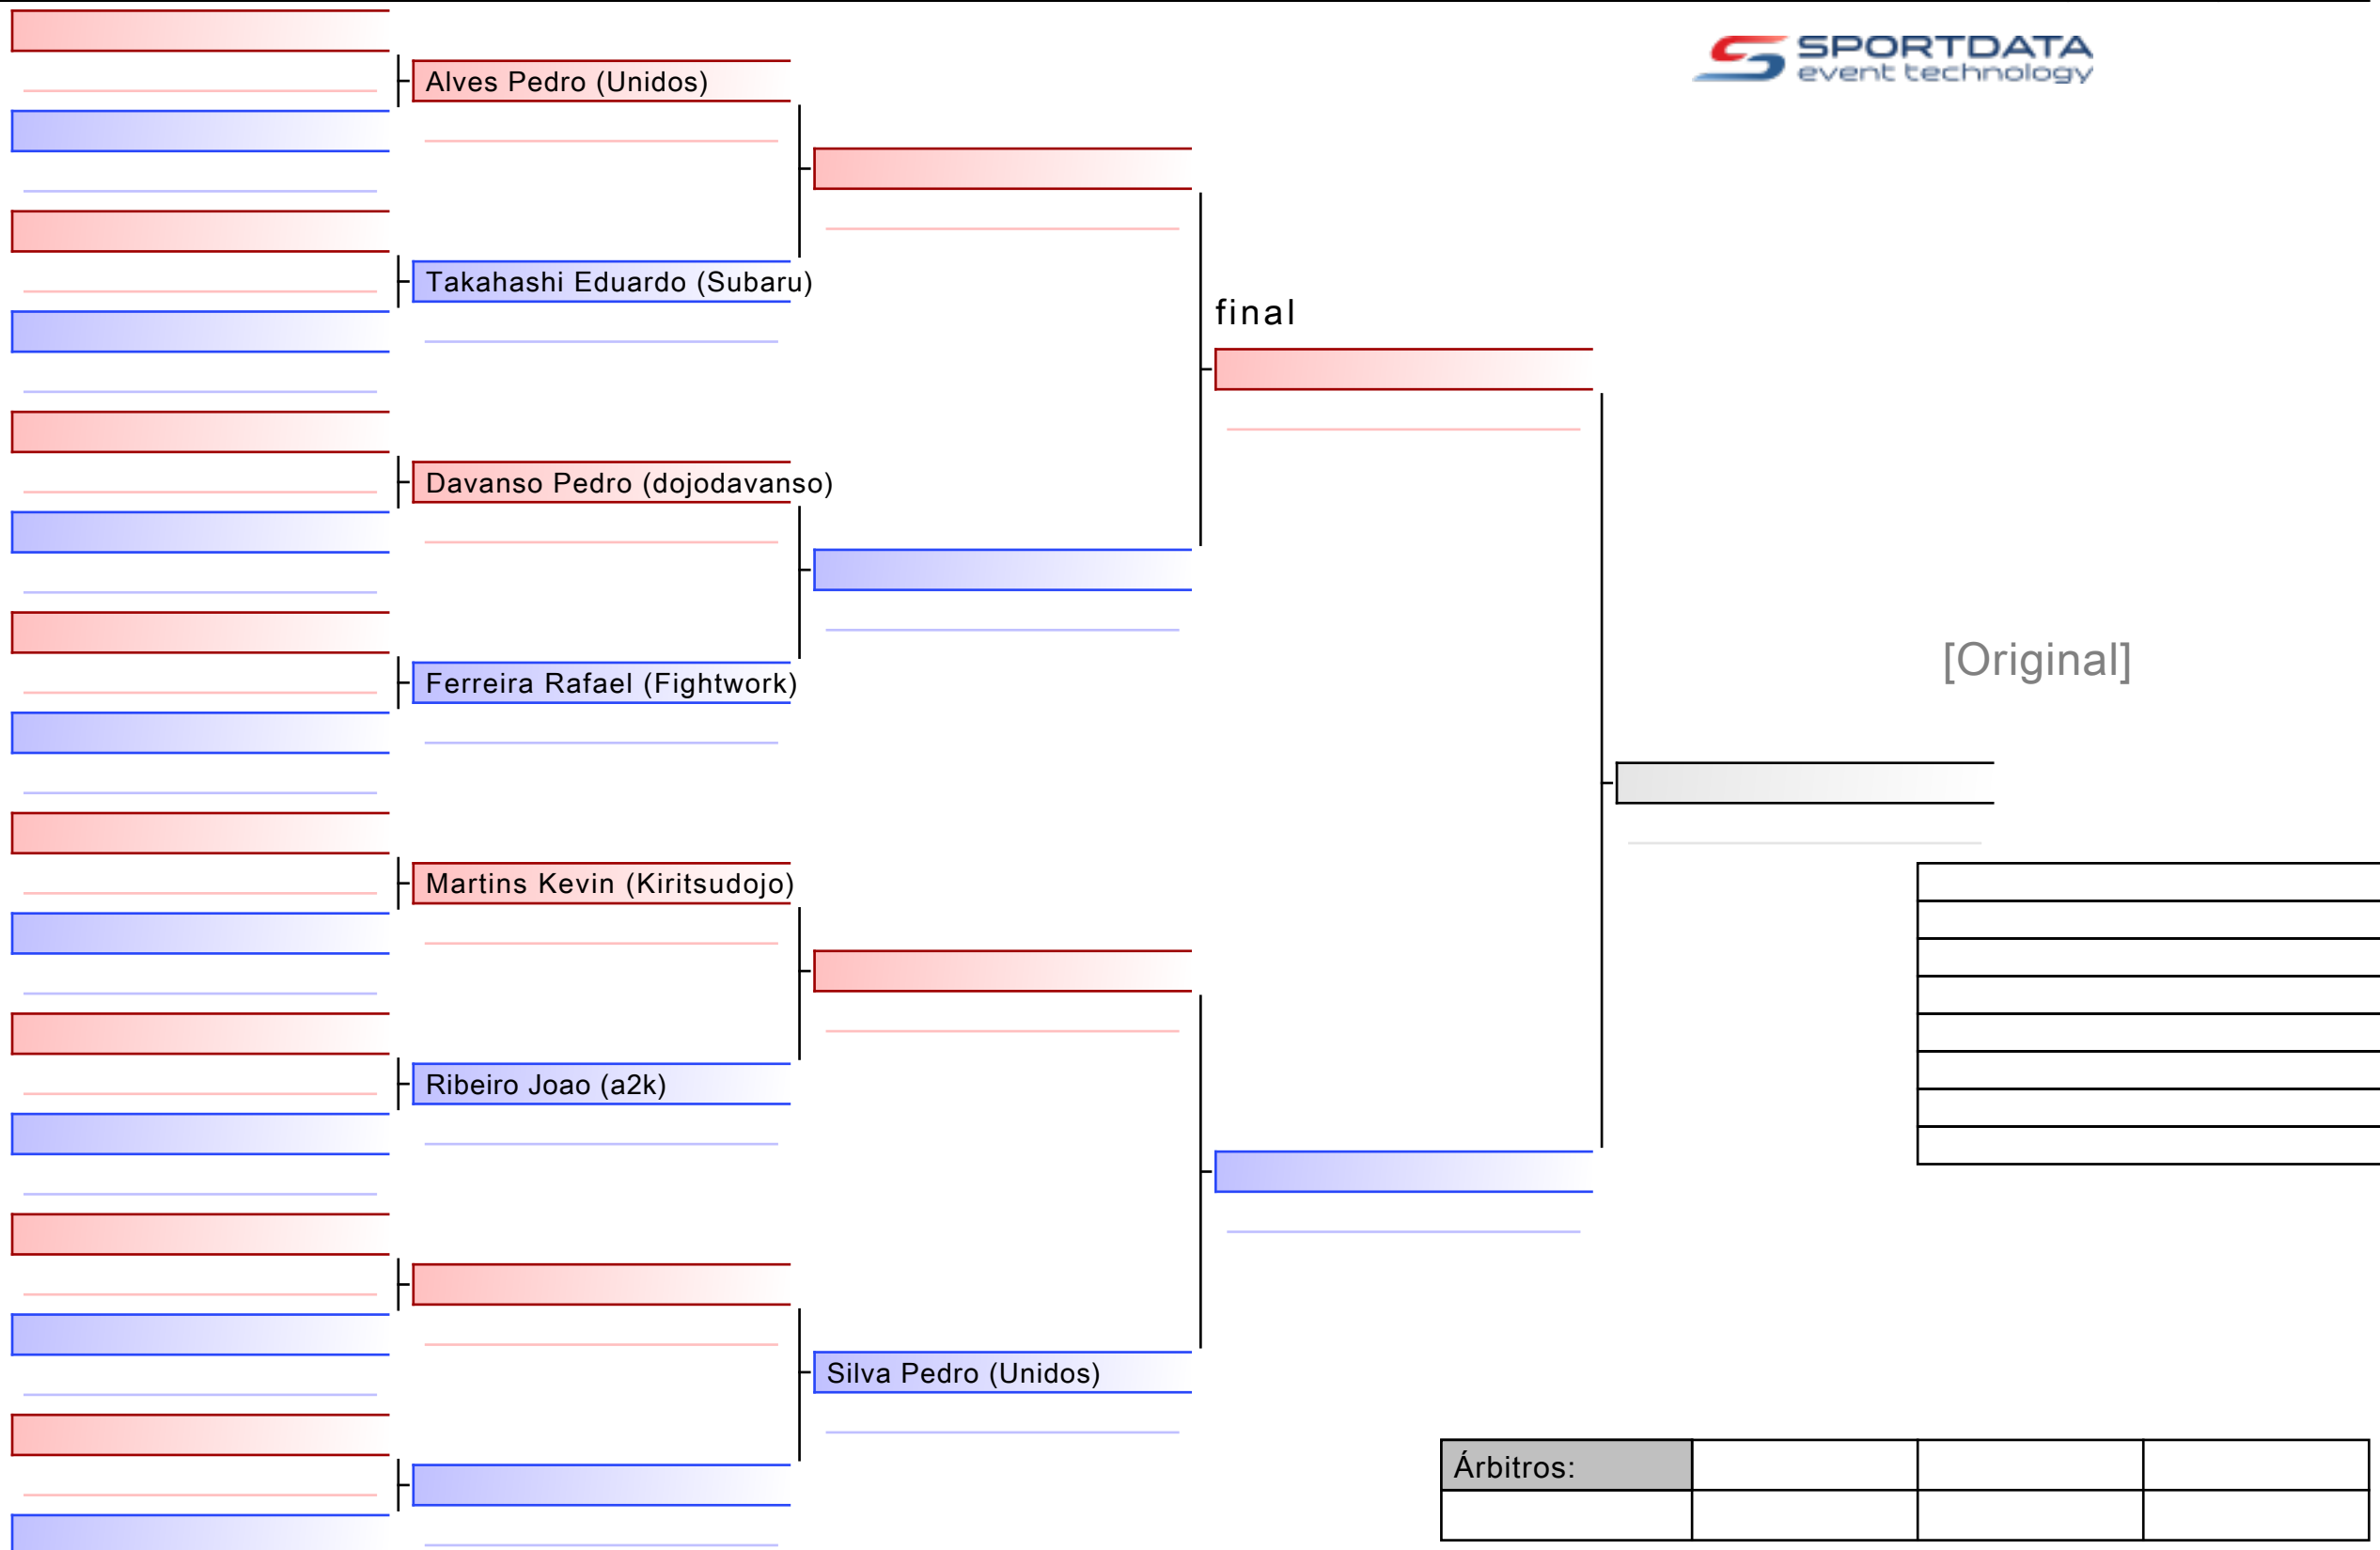 SPORTDATA
event technology
Alves Pedro (Unidos)
Takahashi Eduardo (Subaru)
final
Davanso Pedro (dojodavanso)
[Original]
Ferreira Rafael (Fightwork)
Martins Kevin (Kiritsudojo)
Ribeiro Joao (a2k)
Silva Pedro (Unidos)
Árbitros: